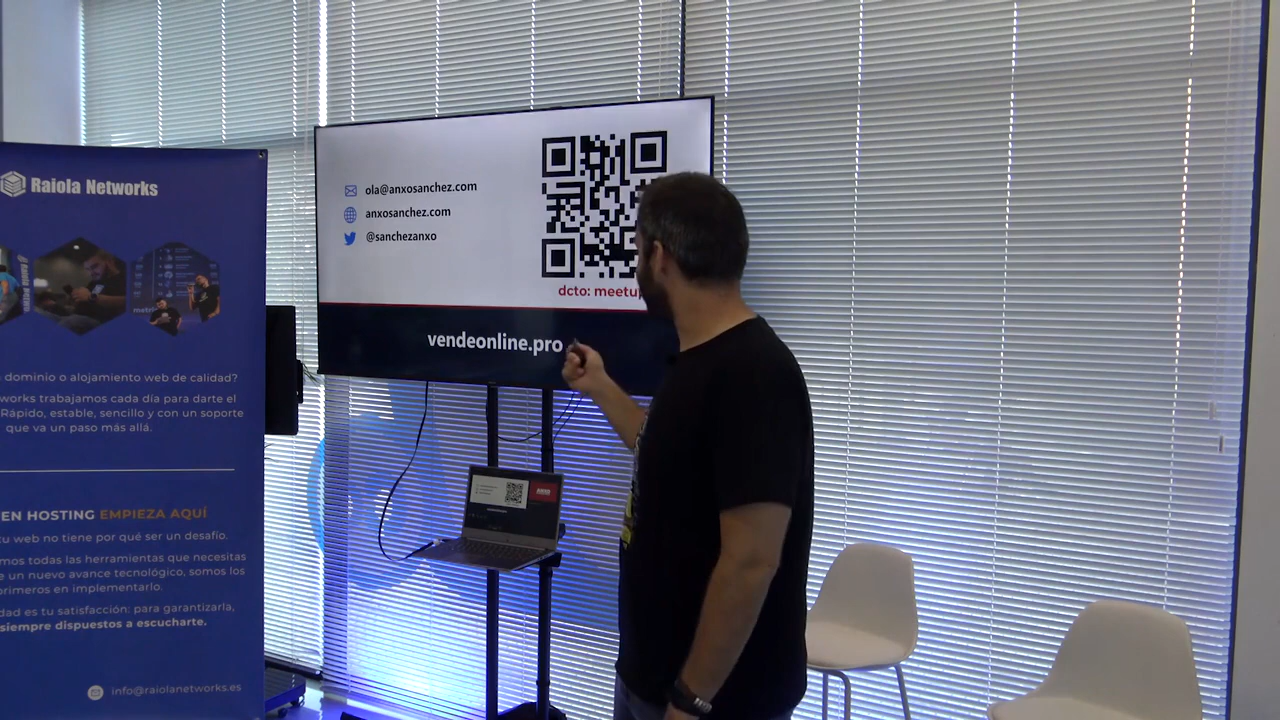 Raiola Networks
dominio o alojamiento web de calidad?
works trabajamos cada día para darte el
Rápido, estable, sencillo y con un soporte
que va un paso más allá.
EN HOSTING EMPIEZA AQUÍ
tu web no tiene por qué ser un desafío.
mos todas las herramientas que necesitas
e un nuevo avance tecnológico, somos los
primeros en implementarlo.
dad es tu satisfacción: para garantizarla,
siempre dispuestos a escucharte.
info@raiolanetworks.es
ola@anxosanchez.com
anxosanchez.com
@sanchezanxo
dcto: meetup
vendeonline.pro